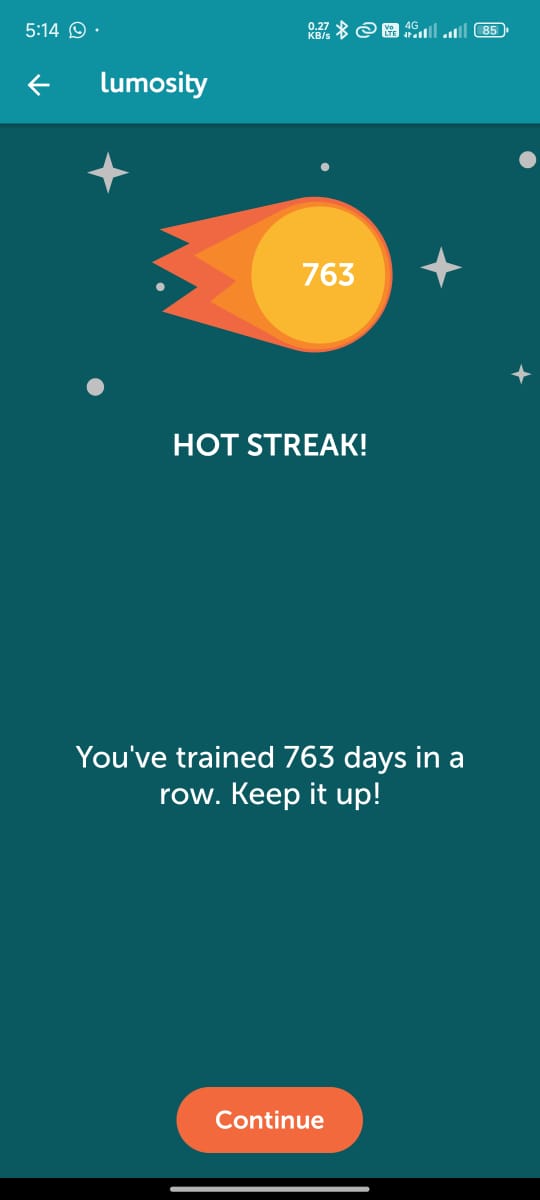 5:14
0.27 KB/s
Vo LTE
4G
85
lumosity
763
HOT STREAK!
You've trained 763 days in a
row. Keep it up!
Continue